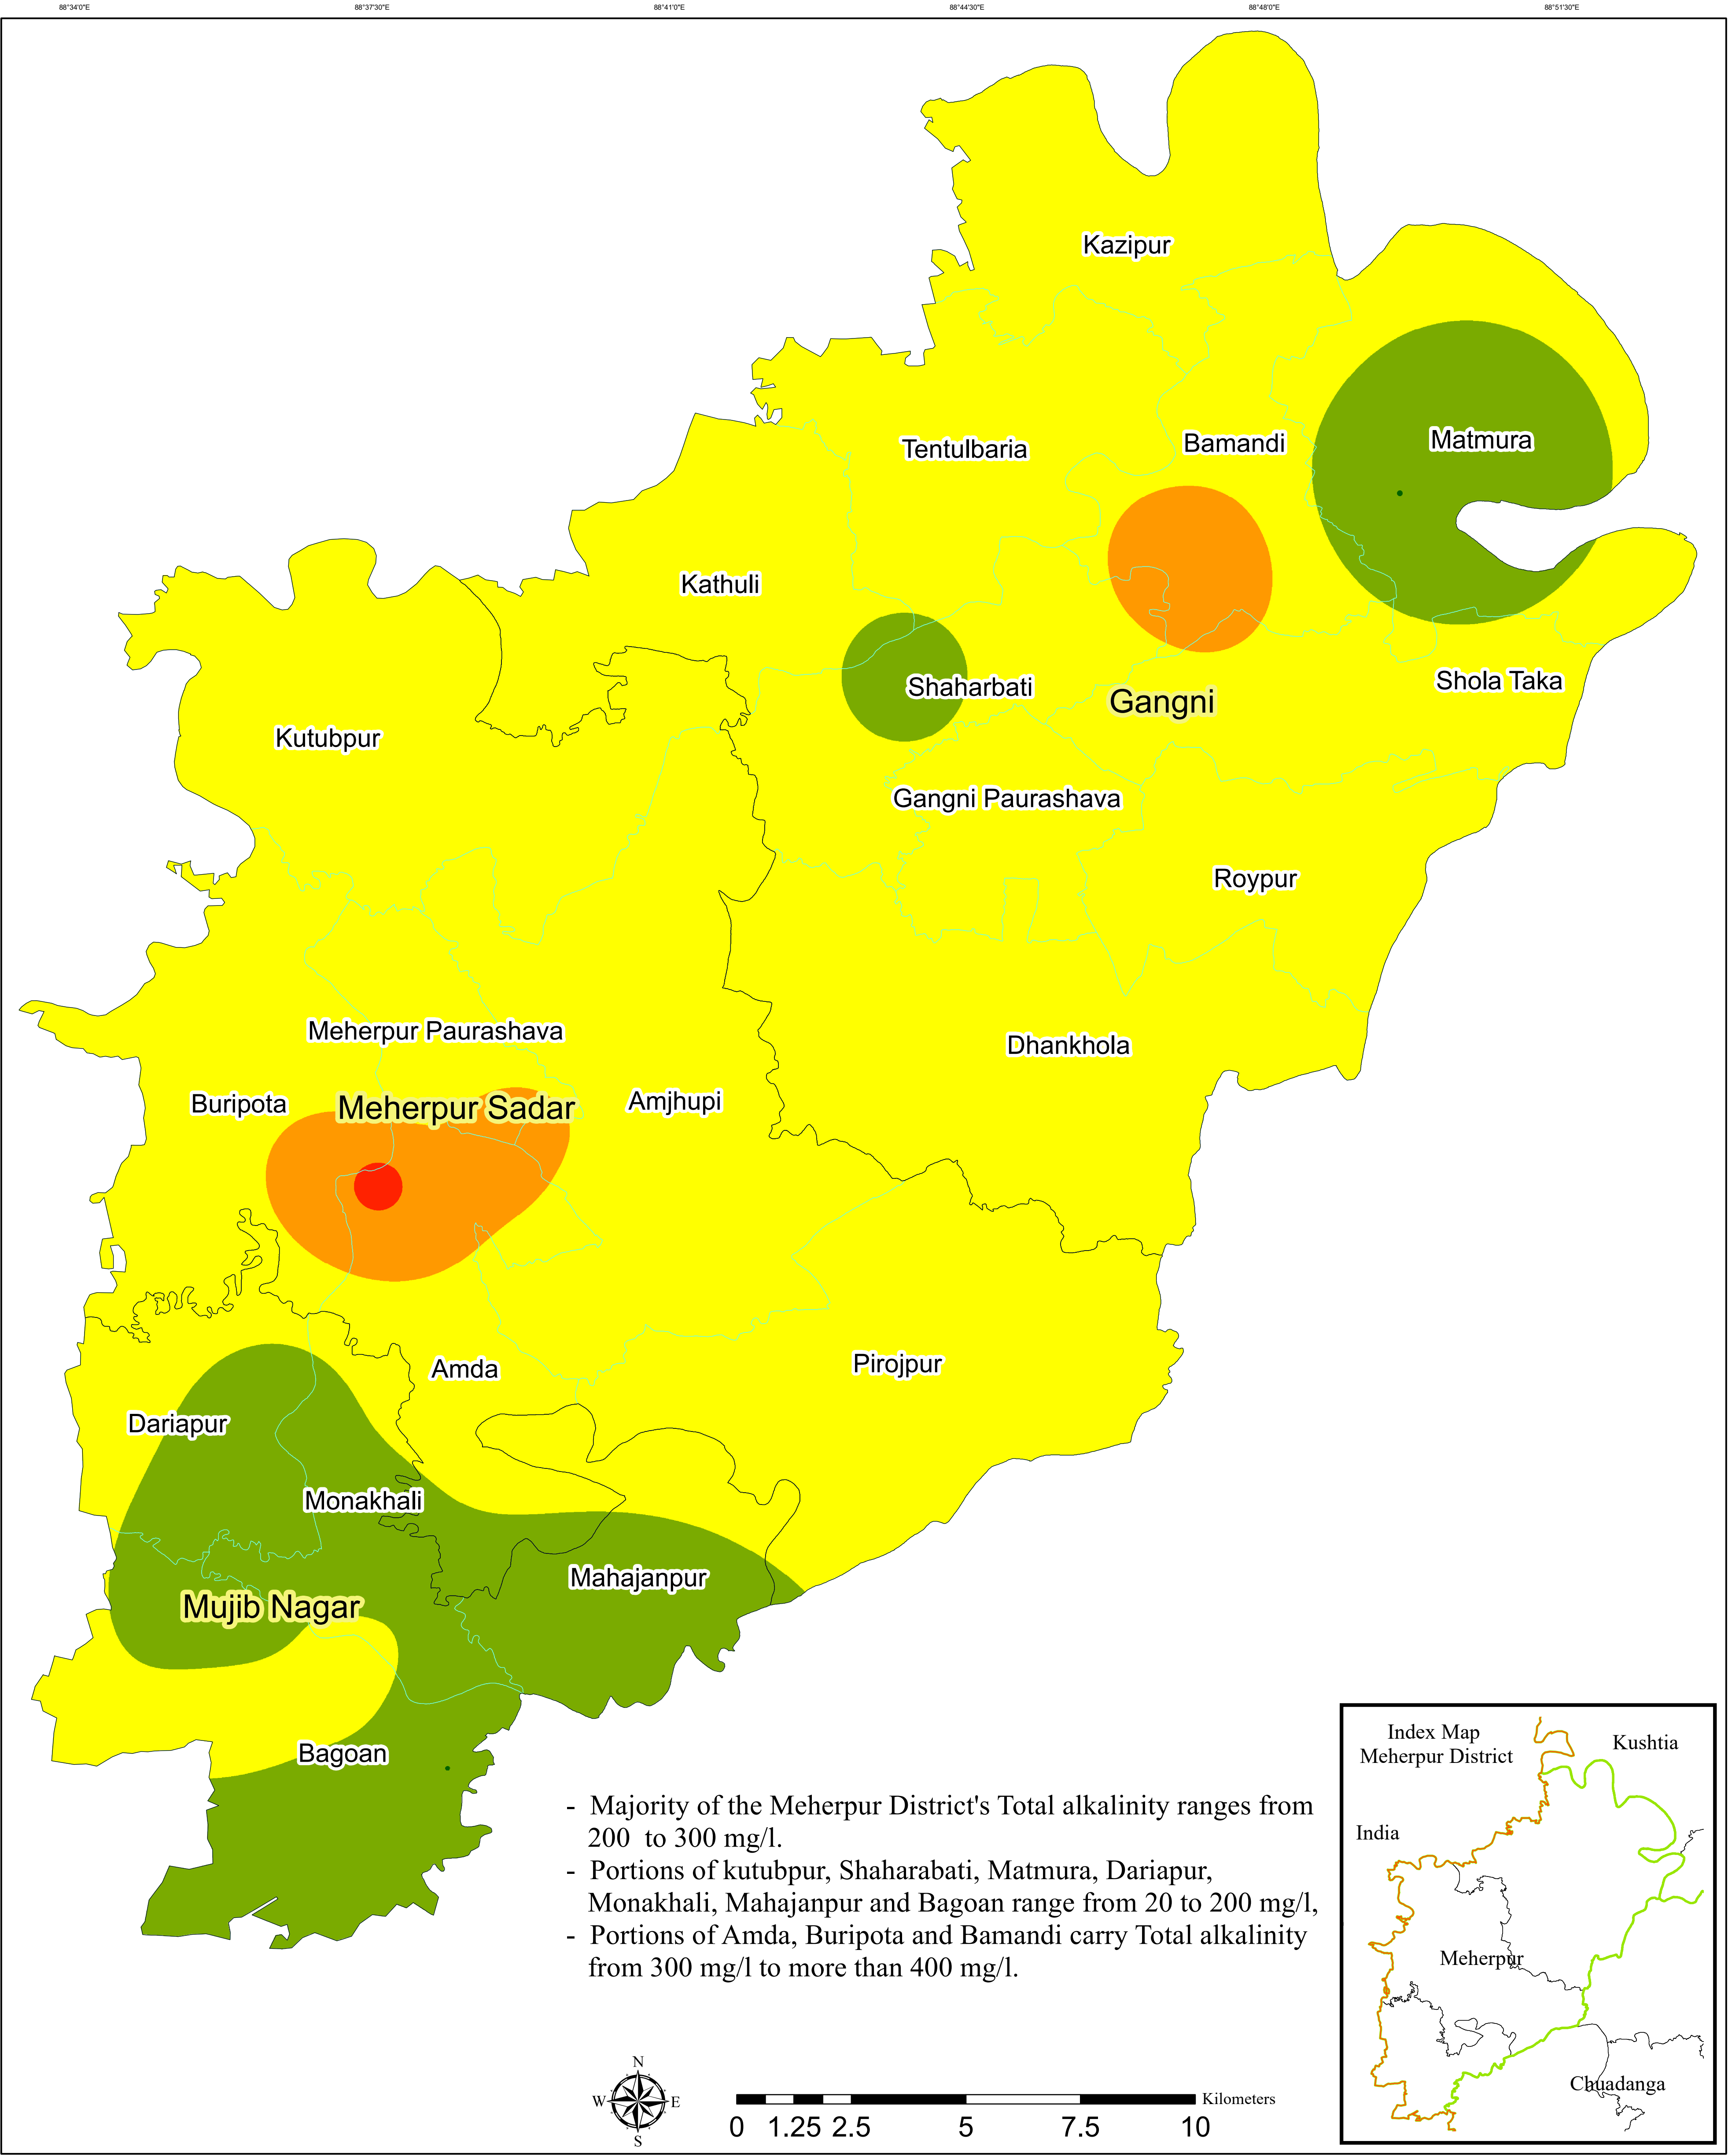 88°34'0"E
88°37'30"E
88°41'0"E
88°44'30"E
88°48'0"E
88°51'30"E
Kazipur
Tentulbaria
Bamandi
Matmura
Kathuli
Shaharbati
Gangni
Shola Taka
Kutubpur
Gangni Paurashava
Roypur
Meherpur Paurashava
Dhankhola
Buripota
Meherpur Sadar
Amjhupi
Amda
Pirojpur
Dariapur
Monakhali
Mahajanpur
Mujib Nagar
Bagoan
- Majority of the Meherpur District's Total alkalinity ranges from
200 to 300 mg/l.
- Portions of kutubpur, Shaharabati, Matmura, Dariapur,
Monakhali, Mahajanpur and Bagoan range from 20 to 200 mg/l,
- Portions of Amda, Buripota and Bamandi carry Total alkalinity
from 300 mg/l to more than 400 mg/l.
N
W
E
S
Kilometers
0 1.25 2.5 5 7.5 10
Index Map
Meherpur District
Kushtia
India
Meherpur
Chuadanga